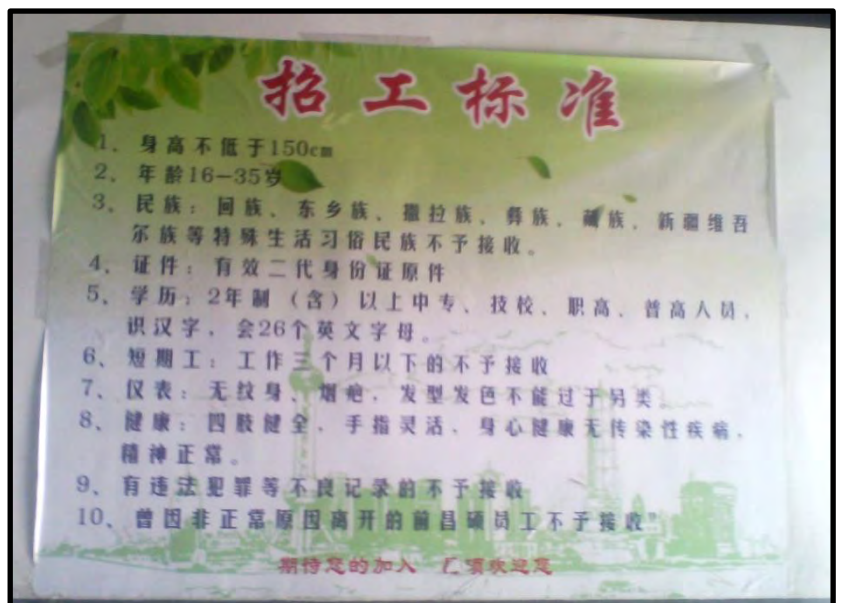 招工标准
1、身高不低于150cm
2、年龄16—35岁
3、民族：回族、东乡族、撒拉族、彝族、藏族、新疆维吾
尔族等特殊生活习俗民族不予接收。
4、证件：有效二代身份证原件
5、学历：2年制（含）以上中专、技校、职高、普高人员，
识汉字，会26个英文字母。
6、短期工：工作三个月以下的不予接收
7、仪表：无纹身、烟疤，发型发色不能过于另类
8、健康：四肢健全、手指灵活、身心健康无传染性疾病，
精神正常。
9、有违法犯罪等不良记录的不予接收
10、曾因非正常原因离开的前昌硕员工不予接收
期待您的加入 欢迎您